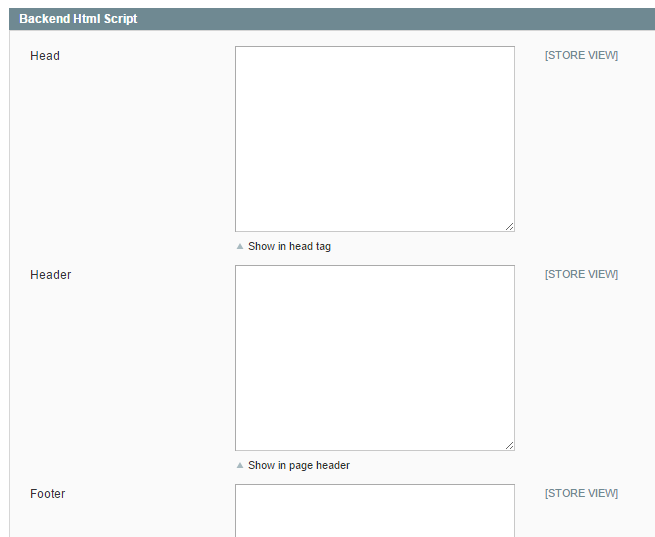 Backend Html Script
Head [STORE VIEW]
Show in head tag
Header [STORE VIEW]
Show in page header
Footer [STORE VIEW]